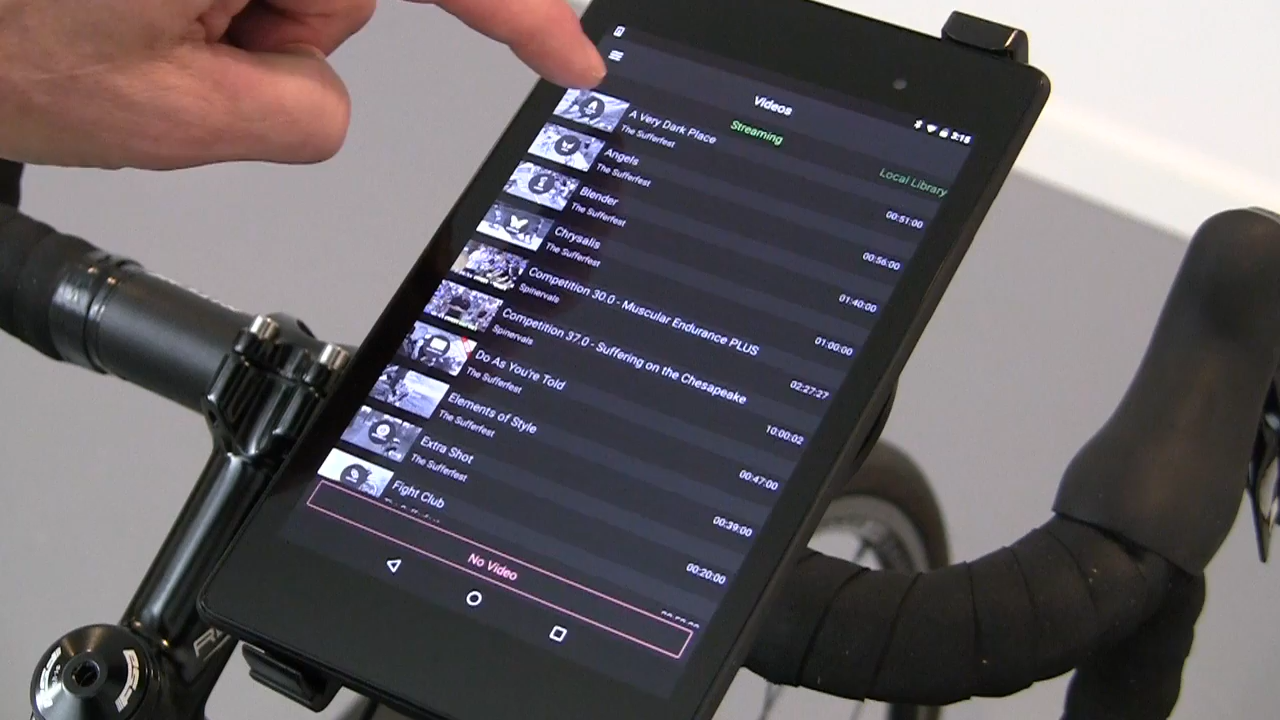 3:16
Videos
Streaming
Local Library
A Very Dark Place
The Sufferfest
00:51:00
Angels
The Sufferfest
00:56:00
Blender
The Sufferfest
01:40:00
Chrysalis
The Sufferfest
01:00:00
Competition 30.0 - Muscular Endurance PLUS
Spinervals
02:27:27
Competition 37.0 - Suffering on the Chesapeake
Spinervals
10:00:02
Do As You're Told
The Sufferfest
00:47:00
Elements of Style
The Sufferfest
00:39:00
Extra Shot
The Sufferfest
00:20:00
Fight Club
No Video